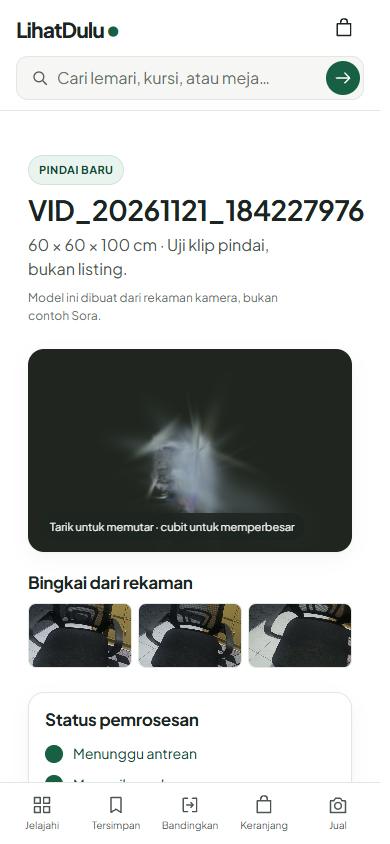 LihatDulu
Cari lemari, kursi, atau meja…
PINDAI BARU
VID_20261121_184227976
60 × 60 × 100 cm · Uji klip pindai,
bukan listing.
Model ini dibuat dari rekaman kamera, bukan
contoh Sora.
Tarik untuk memutar · cubit untuk memperbesar
Bingkai dari rekaman
Status pemrosesan
Menunggu antrean
Jelajahi
Tersimpan
Bandingkan
Keranjang
Jual